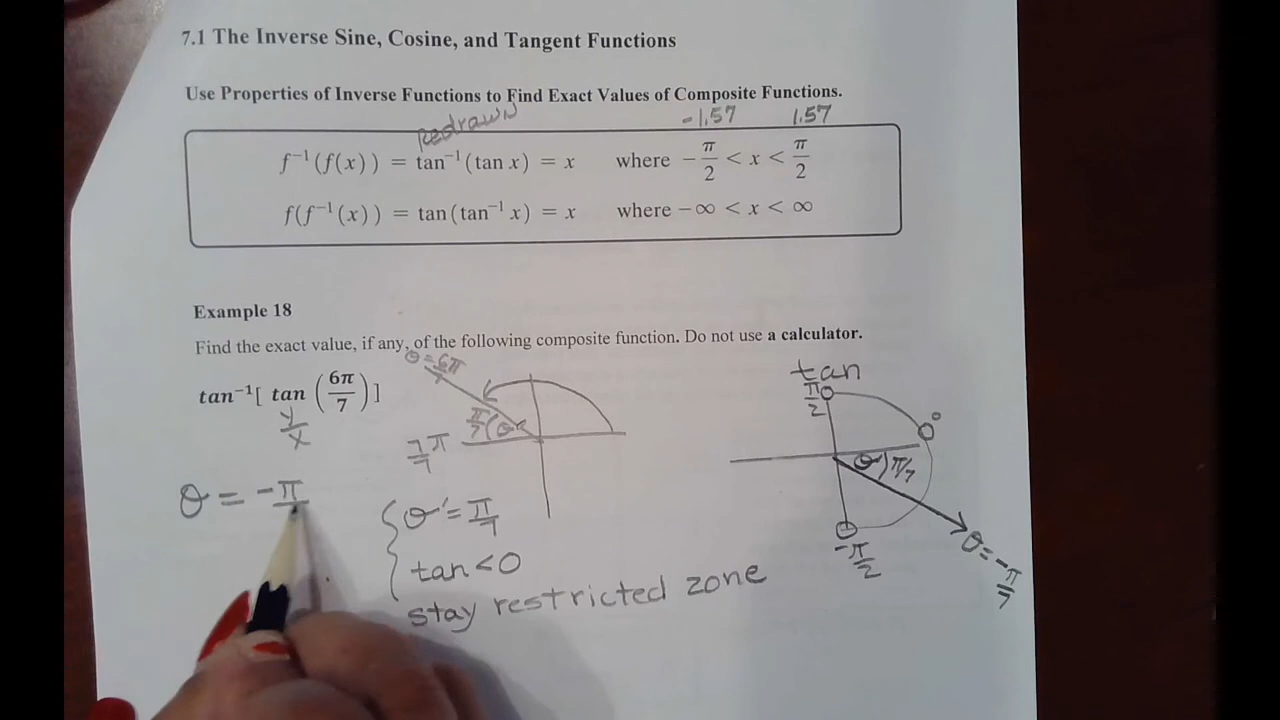 7.1 The Inverse Sine, Cosine, and Tangent Functions
Use Properties of Inverse Functions to Find Exact Values of Composite Functions.
Redrawn
-1.57 1.57
f⁻¹(f(x)) = tan⁻¹(tan x) = x where -π/2 < x < π/2
f(f⁻¹(x)) = tan(tan⁻¹ x) = x where -∞ < x < ∞
Example 18
Find the exact value, if any, of the following composite function. Do not use a calculator.
tan⁻¹[ tan (6π/7) ]
y/x
θ = 6π/7
π/7 θ'
7/7 π
θ = -π
θ' = π/7
tan < 0
stay restricted zone
tan
π/2
0
θ' π/7
-π/2
θ = -π/7